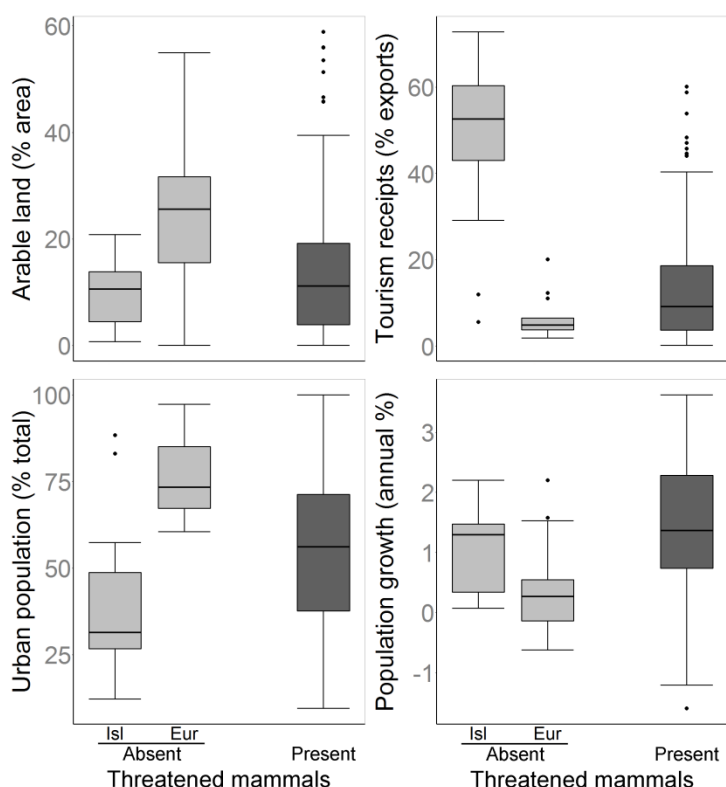 Arable land (% area)
60
40
20
0
Tourism receipts (% exports)
60
40
20
0
Urban population (% total)
100
75
50
25
Population growth (annual %)
3
2
1
0
-1
Isl Eur
Absent Present
Threatened mammals
Isl Eur
Absent Present
Threatened mammals